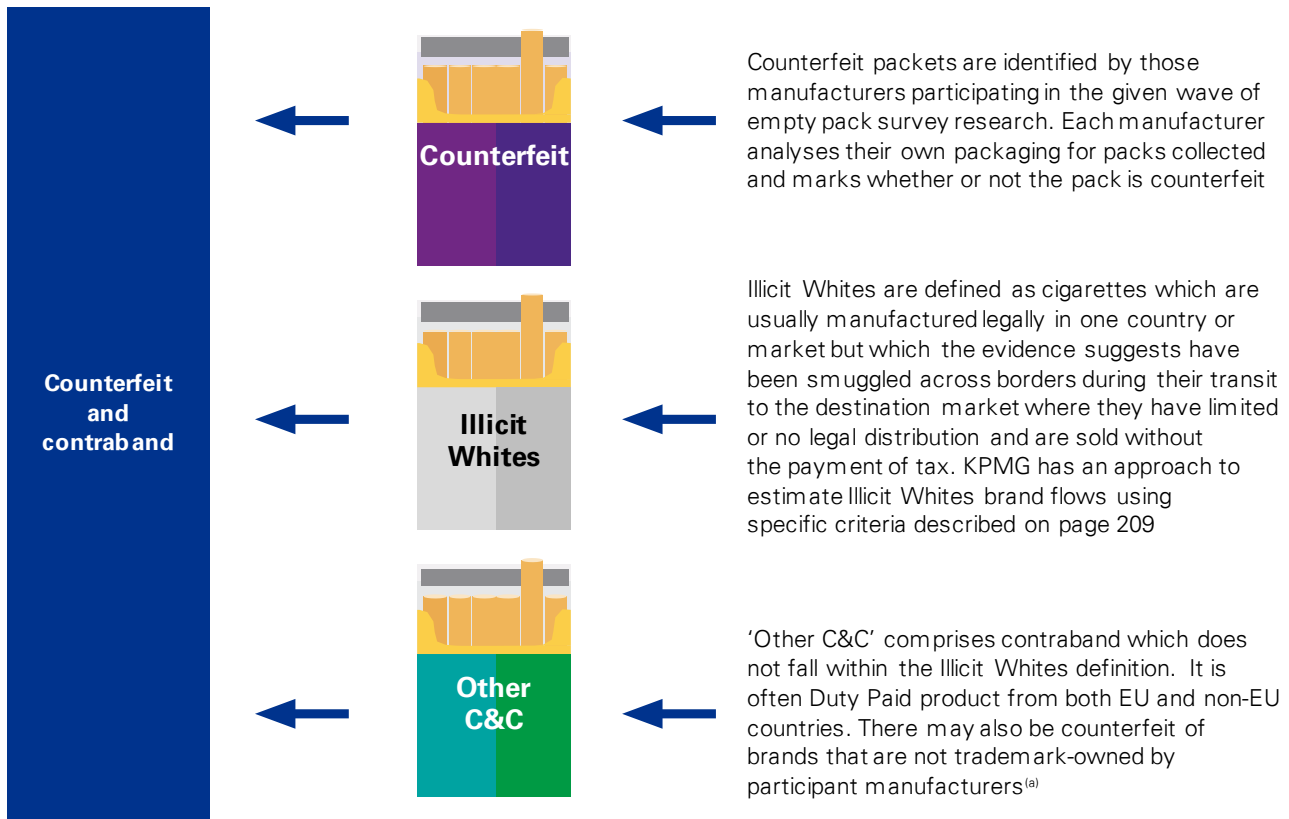 Counterfeit
and
contraband
Counterfeit
Counterfeit packets are identified by those
manufacturers participating in the given wave of
empty pack survey research. Each manufacturer
analyses their own packaging for packs collected
and marks whether or not the pack is counterfeit
Illicit
Whites
Illicit Whites are defined as cigarettes which are
usually manufactured legally in one country or
market but which the evidence suggests have
been smuggled across borders during their transit
to the destination market where they have limited
or no legal distribution and are sold without
the payment of tax. KPMG has an approach to
estimate Illicit Whites brand flows using
specific criteria described on page 209
Other
C&C
‘Other C&C’ comprises contraband which does
not fall within the Illicit Whites definition. It is
often Duty Paid product from both EU and non-EU
countries. There may also be counterfeit of
brands that are not trademark-owned by
participant manufacturers(a)